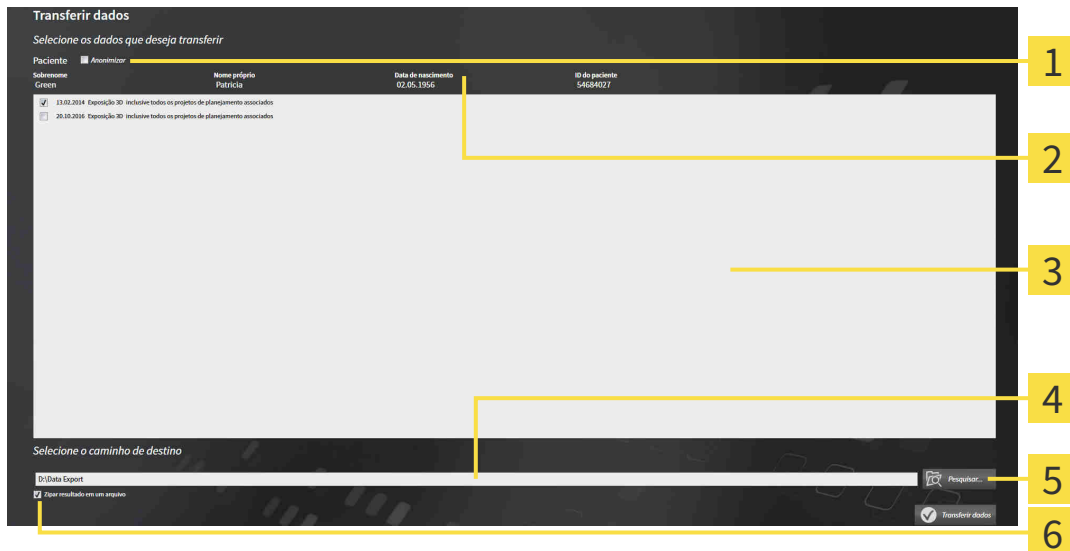 Transferir dados
Selecione os dados que deseja transferir
Paciente Anonimizar
Sobrenome Nome próprio Data de nascimento ID do paciente
Green Patricia 02.05.1956 54684027
13.02.2014 Exposição 3D inclusive todos os projetos de planejamento associados
20.10.2016 Exposição 3D inclusive todos os projetos de planejamento associados
Selecione o caminho de destino
D:\Data Export
Pesquisar...
Zipar resultado em um arquivo
Transferir dados
1
2
3
4
5
6